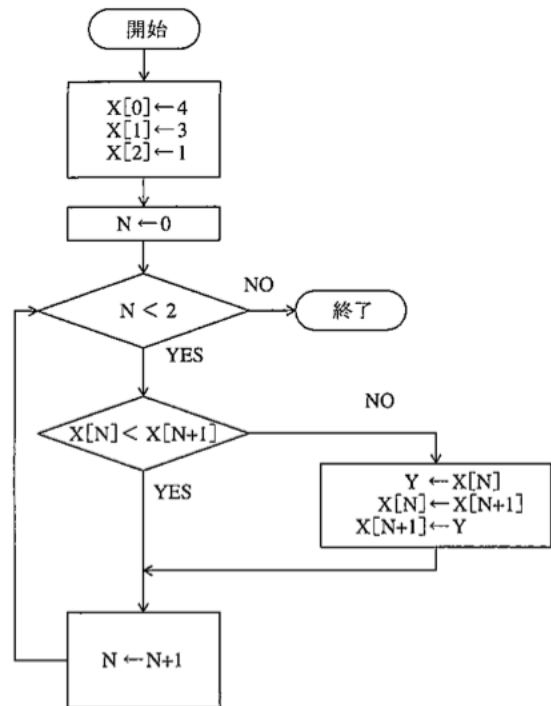 開始
X[0]←4
X[1]←3
X[2]←1
N←0
N < 2
NO
終了
YES
X[N] < X[N+1]
NO
YES
Y ←X[N]
X[N]←X[N+1]
X[N+1]←Y
N←N+1